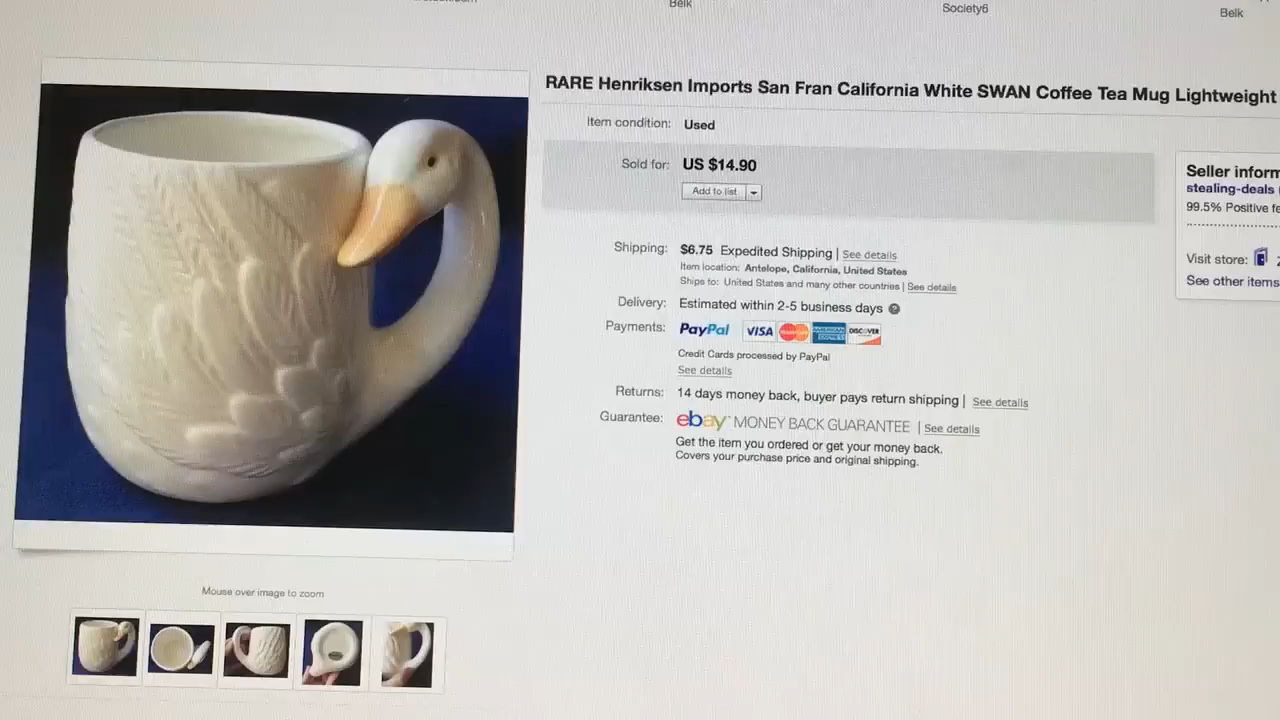 Belk
Society6
Belk
RARE Henriksen Imports San Fran California White SWAN Coffee Tea Mug Lightweight
Item condition: Used
Sold for: US $14.90
Add to list
Seller inform
stealing-deals
99.5% Positive fe
Visit store:
See other items
Shipping: $6.75 Expedited Shipping | See details
Item location: Antelope, California, United States
Ships to: United States and many other countries | See details
Delivery: Estimated within 2-5 business days
Payments: PayPal VISA MasterCard AMERICAN EXPRESS DISCOVER
Credit Cards processed by PayPal
See details
Returns: 14 days money back, buyer pays return shipping | See details
Guarantee: ebay MONEY BACK GUARANTEE | See details
Get the item you ordered or get your money back.
Covers your purchase price and original shipping.
Mouse over image to zoom